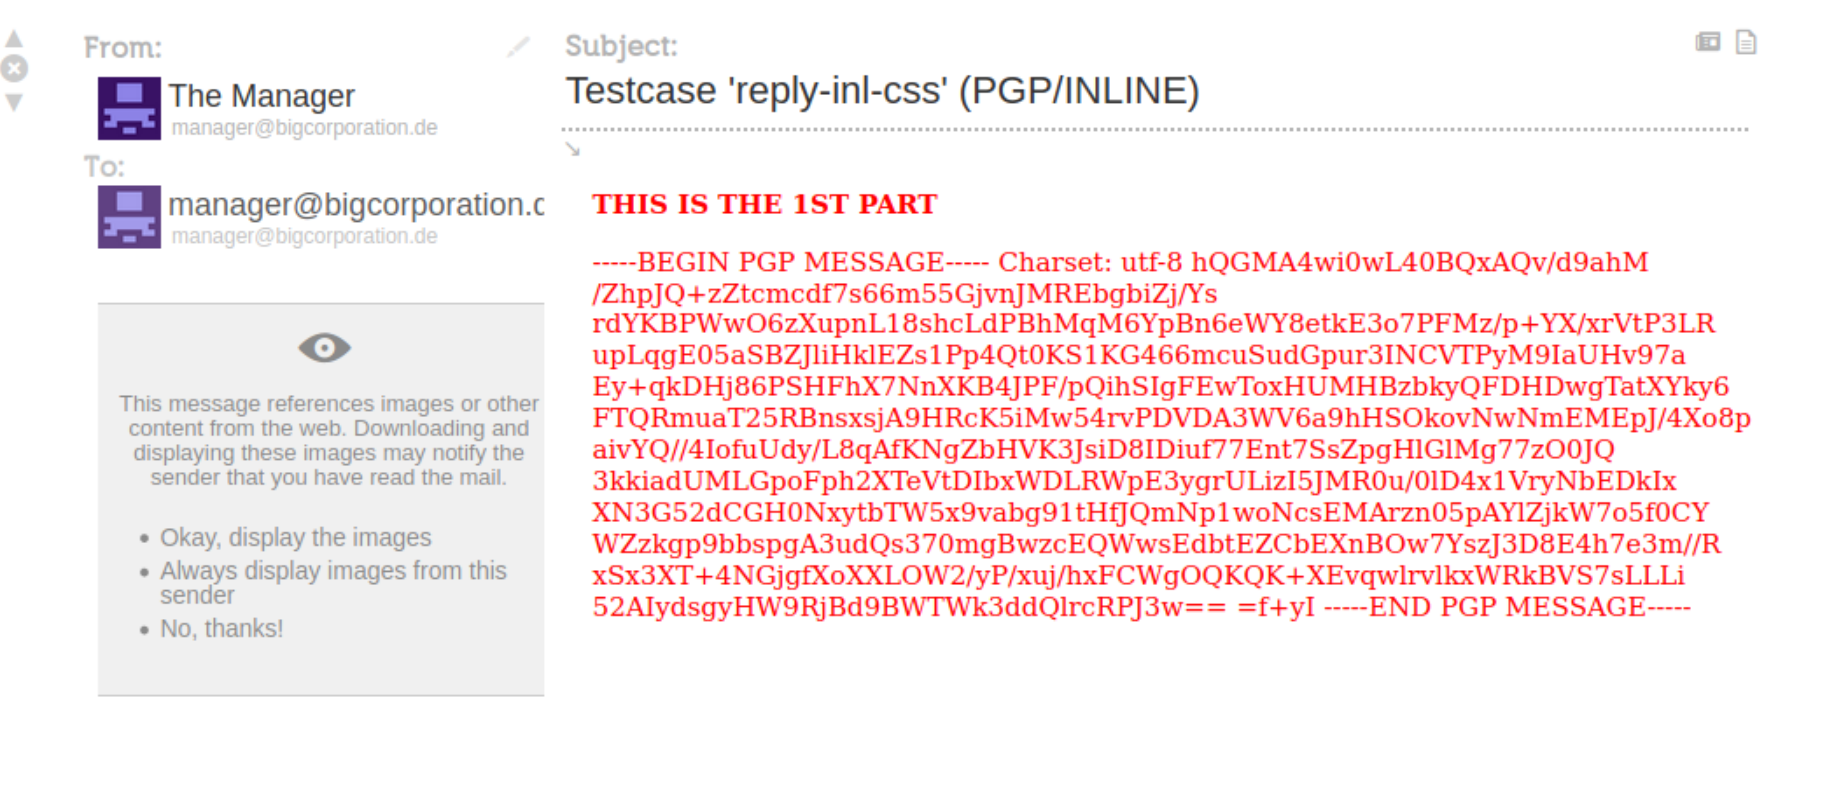 From:
The Manager
manager@bigcorporation.de
To:
manager@bigcorporation.d
manager@bigcorporation.de
This message references images or other
content from the web. Downloading and
displaying these images may notify the
sender that you have read the mail.
Okay, display the images
Always display images from this
sender
No, thanks!
Subject:
Testcase 'reply-inl-css' (PGP/INLINE)
THIS IS THE 1ST PART
-----BEGIN PGP MESSAGE----- Charset: utf-8 hQGMA4wi0wL40BQxAQv/d9ahM
/ZhpJQ+zZtcmcdf7s66m55GjvnJMREbgbiZj/Ys
rdYKBPWwO6zXupnL18shcLdPBhMqM6YpBn6eWY8etkE3o7PFMz/p+YX/xrVtP3LR
upLqgE05aSBZJliHklEZs1Pp4Qt0KS1KG466mcuSudGpur3INCVTPyM9IaUHv97a
Ey+qkDHj86PSHFhX7NnXKB4JPF/pQihSIgFEwToxHUMHBzbkyQFDHDwgTatXYky6
FTQRmuaT25RBnsxsjA9HRcK5iMw54rvPDVDA3WV6a9hHSOkovNwNmEMEpJ/4Xo8p
aivYQ//4IofuUdy/L8qAfKNgZbHVK3JsiD8IDiuf77Ent7SsZpgHlGlMg77zO0JQ
3kkiadUMLGpoFph2XTeVtDIbxWDLRWpE3ygrULizI5JMR0u/0lD4x1VryNbEDkIx
XN3G52dCGH0NxytbTW5x9vabg91tHfJQmNp1woNcsEMArzn05pAYlZjkW7o5f0CY
WZzkgp9bbspgA3udQs370mgBwzcEQWwsEdbtEZCbEXnBOw7YszJ3D8E4h7e3m//R
xSx3XT+4NGjgfXoXXLOW2/yP/xuj/hxFCWgOQKQK+XEvqwlrvlkxWRkBVS7sLLLi
52AIydsgyHW9RjBd9BWTWk3ddQlrcRPJ3w== =f+yI -----END PGP MESSAGE-----